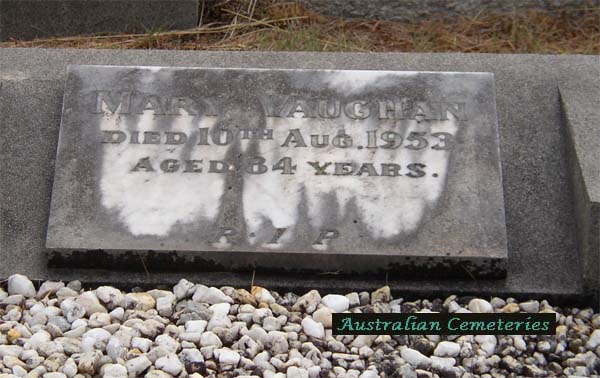 MARY VAUGHAN
DIED 10TH AUG. 1953
AGED 84 YEARS.
R·I P
Australian Cemeteries